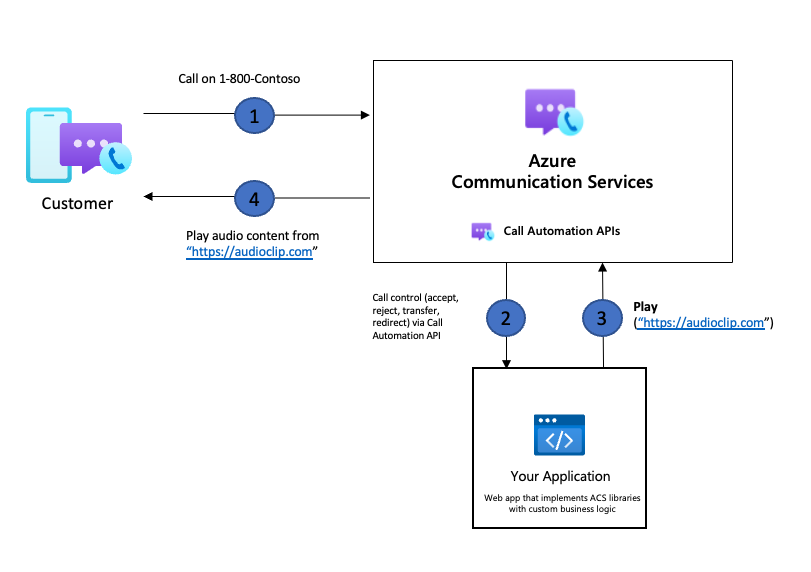 Call on 1-800-Contoso
1
Azure
Communication Services
Customer
4
Play audio content from
“https://audioclip.com”
Call Automation APIs
Call control (accept,
reject, transfer,
redirect) via Call
Automation API
2
3
Play
(“https://audioclip.com”)
</>
Your Application
Web app that implements ACS libraries
with custom business logic